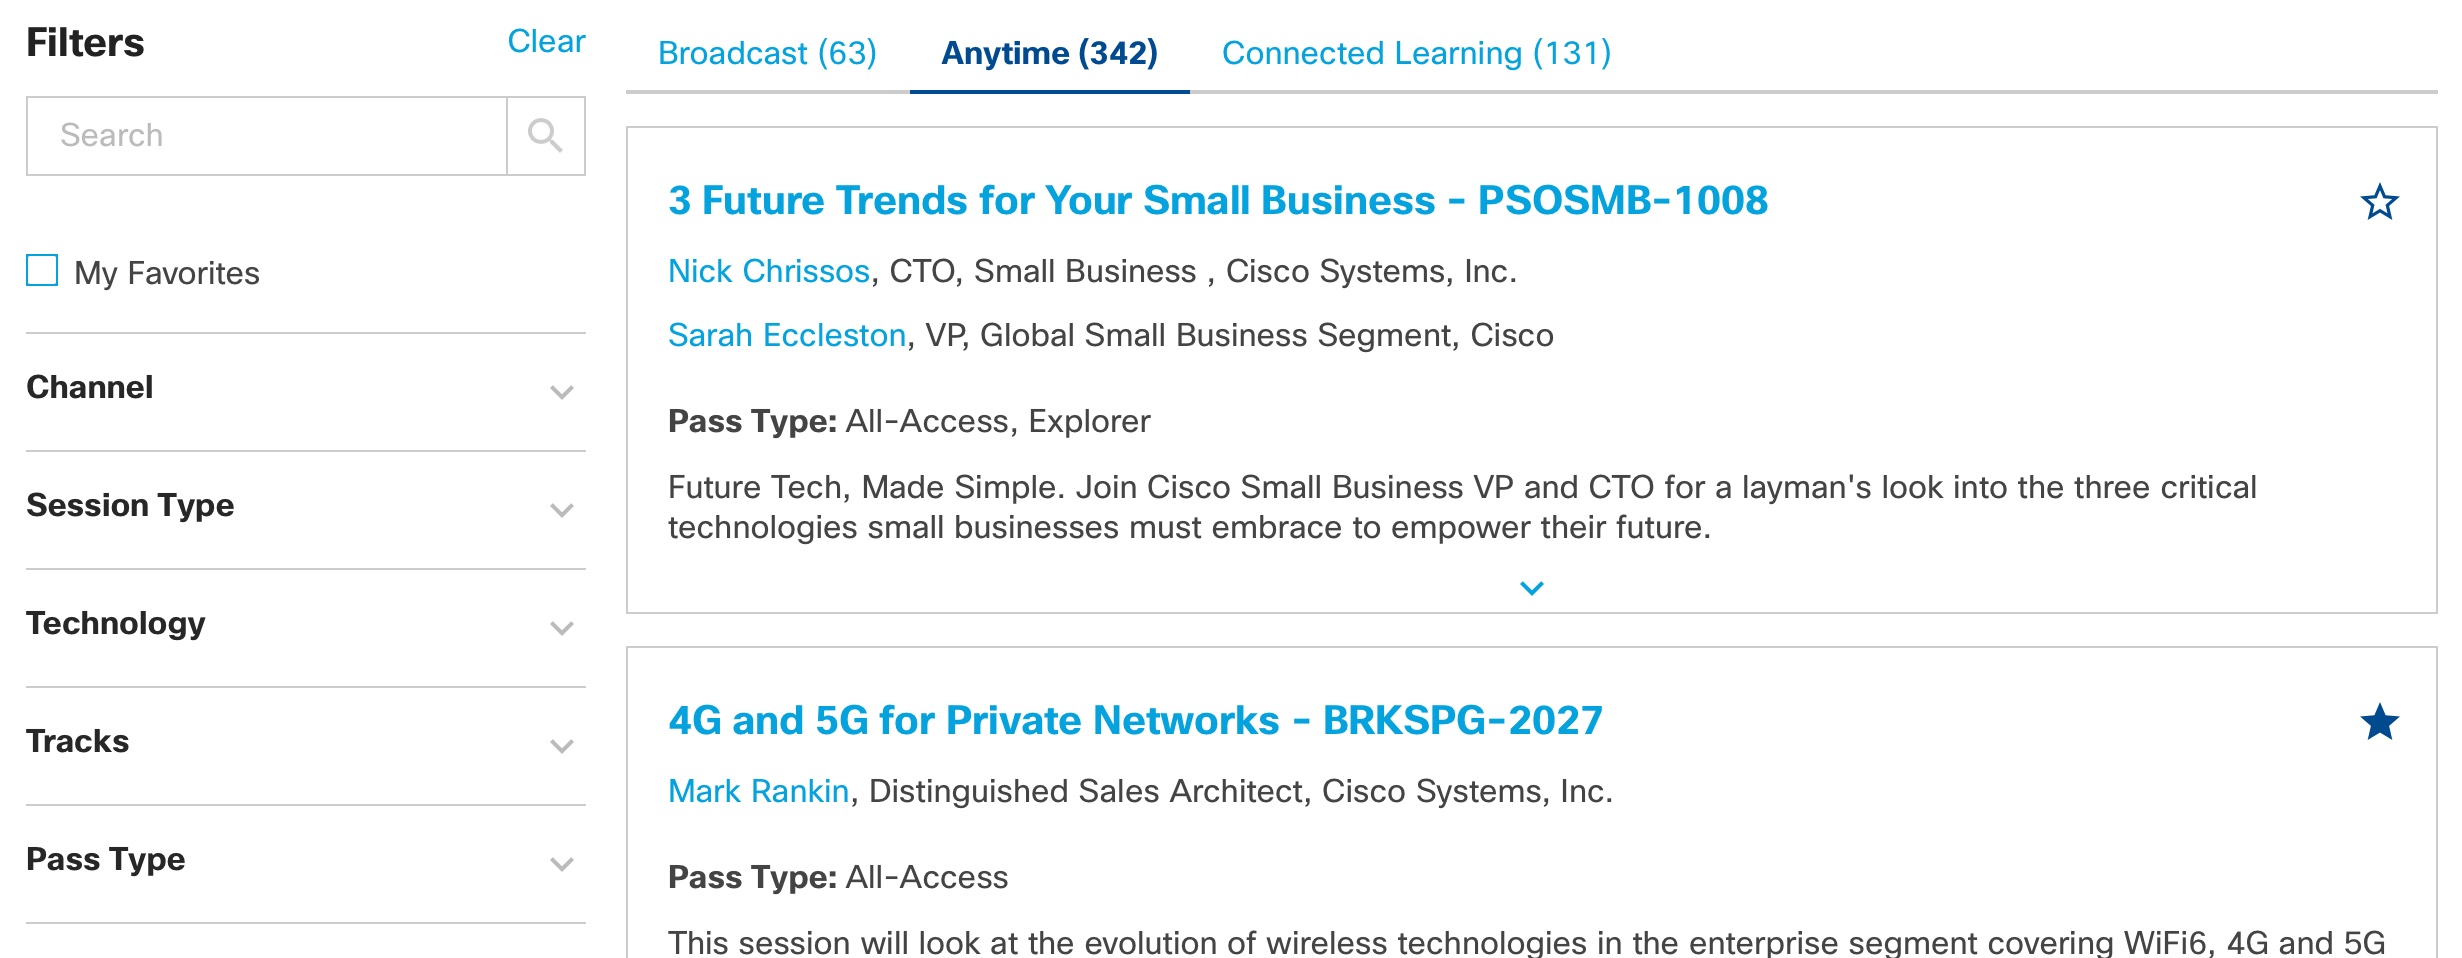 Filters
Clear
Search
My Favorites
Channel
Session Type
Technology
Tracks
Pass Type
Broadcast (63)
Anytime (342)
Connected Learning (131)
3 Future Trends for Your Small Business - PSOSMB-1008
Nick Chrissos, CTO, Small Business , Cisco Systems, Inc.
Sarah Eccleston, VP, Global Small Business Segment, Cisco
Pass Type: All-Access, Explorer
Future Tech, Made Simple. Join Cisco Small Business VP and CTO for a layman's look into the three critical
technologies small businesses must embrace to empower their future.
4G and 5G for Private Networks - BRKSPG-2027
Mark Rankin, Distinguished Sales Architect, Cisco Systems, Inc.
Pass Type: All-Access
This session will look at the evolution of wireless technologies in the enterprise segment covering WiFi6, 4G and 5G